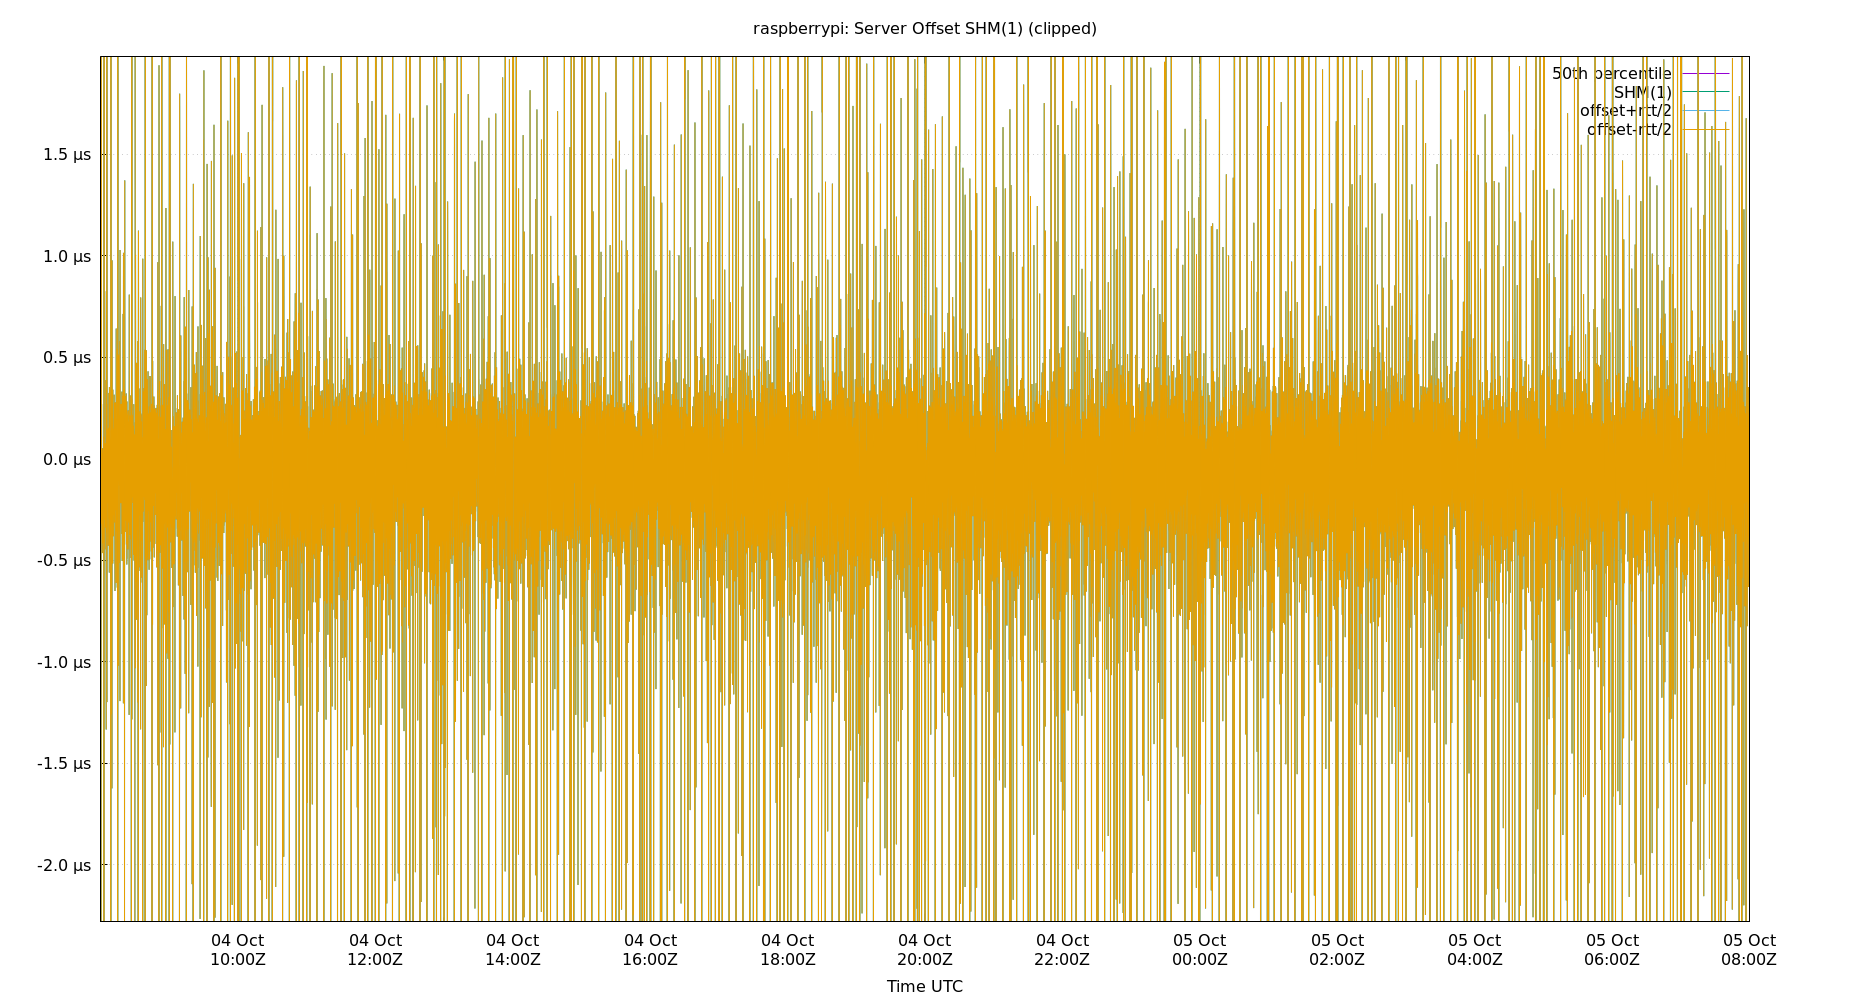 raspberrypi: Server Offset SHM(1) (clipped)
50th percentile
SHM(1)
offset+rtt/2
offset-rtt/2
1.5 µs
1.0 µs
0.5 µs
0.0 µs
-0.5 µs
-1.0 µs
-1.5 µs
-2.0 µs
04 Oct 04 Oct 04 Oct 04 Oct 04 Oct 04 Oct 04 Oct 05 Oct 05 Oct 05 Oct 05 Oct 05 Oct
10:00Z 12:00Z 14:00Z 16:00Z 18:00Z 20:00Z 22:00Z 00:00Z 02:00Z 04:00Z 06:00Z 08:00Z
Time UTC